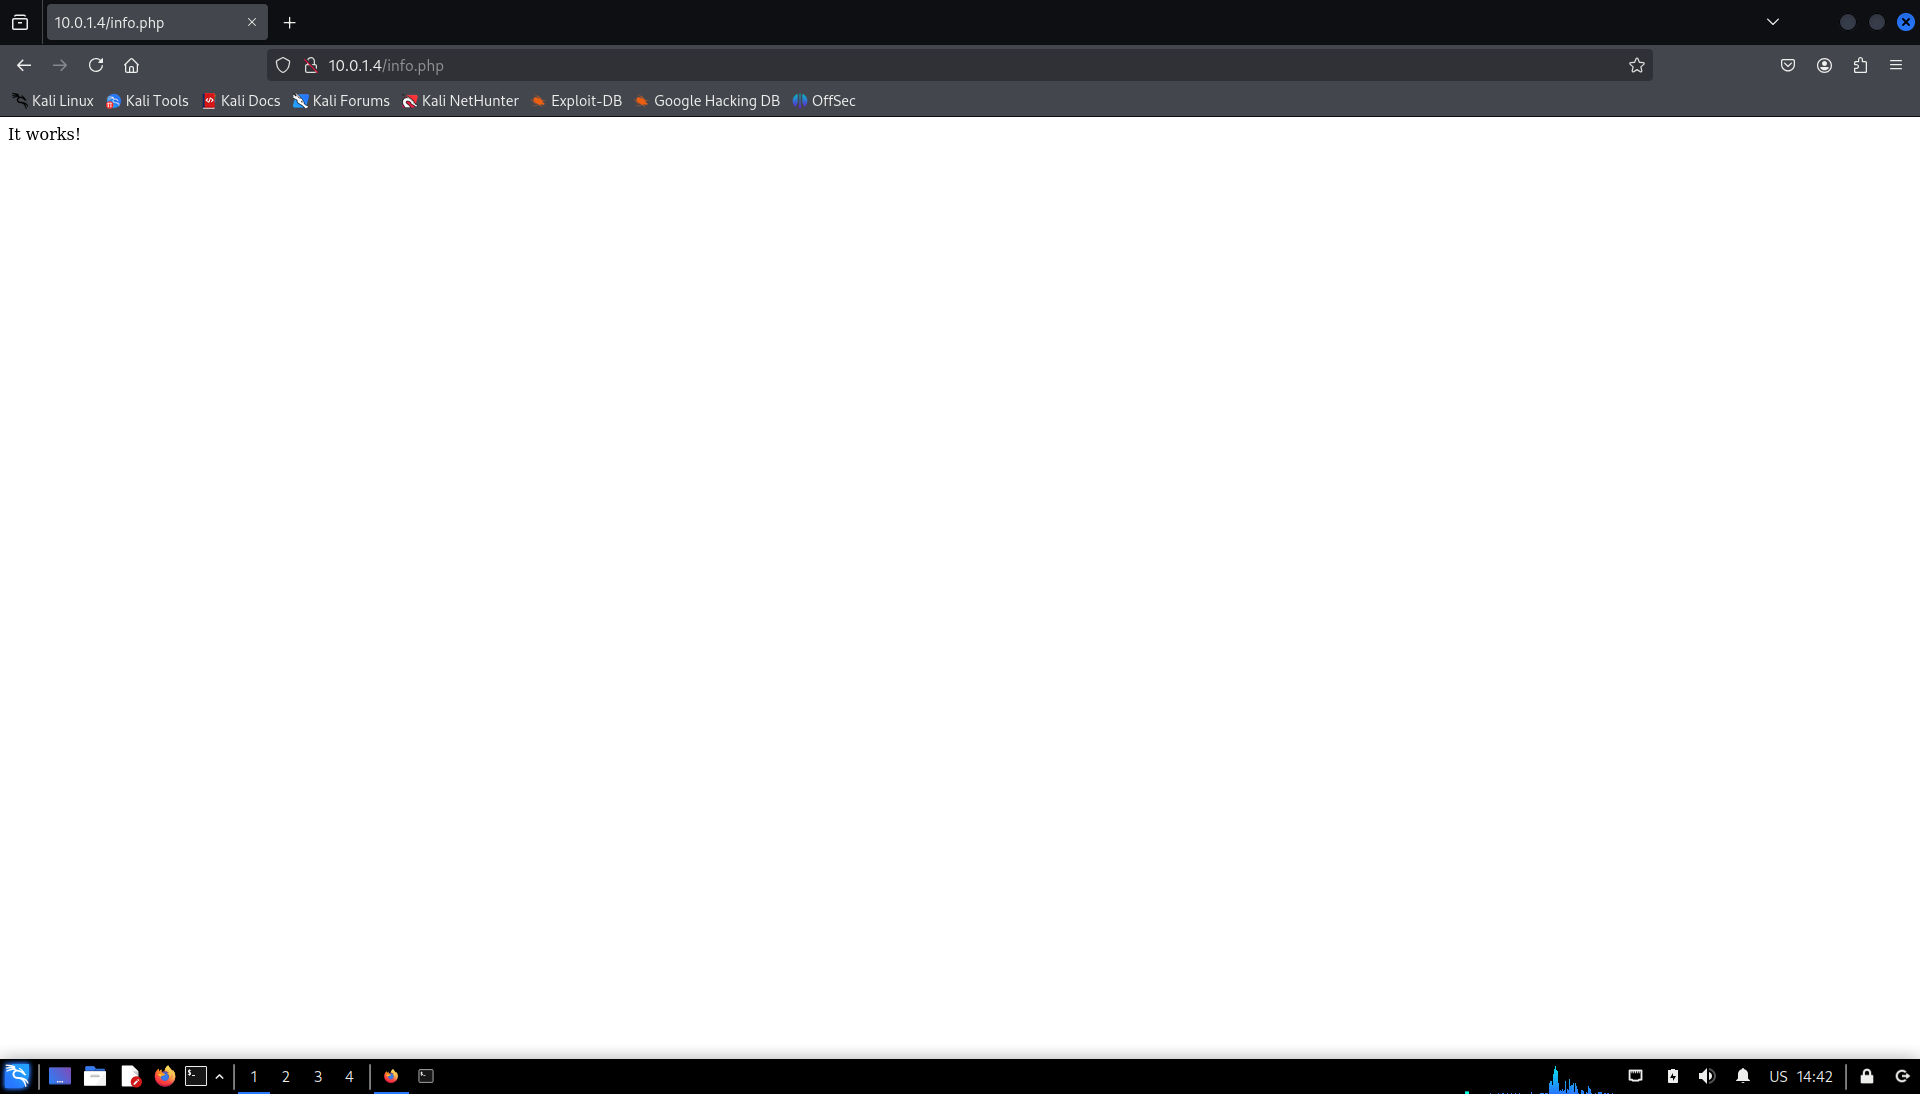 10.0.1.4/info.php
10.0.1.4/info.php
Kali Linux Kali Tools Kali Docs Kali Forums Kali NetHunter Exploit-DB Google Hacking DB OffSec
It works!
1 2 3 4 US 14:42